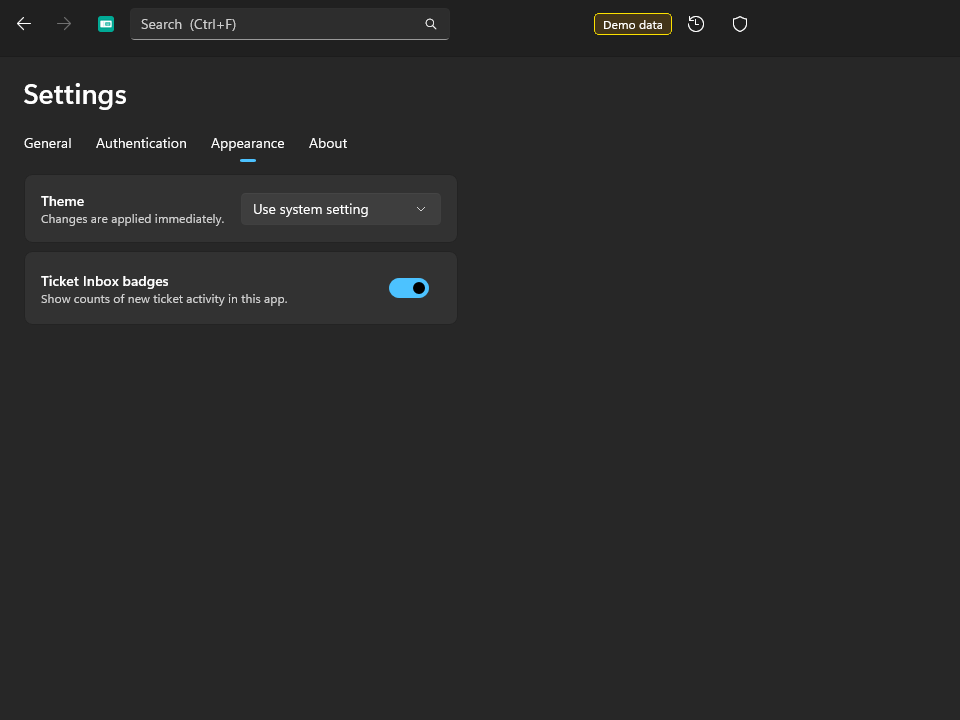 Search (Ctrl+F)
Demo data
Settings
General Authentication Appearance About
Theme
Changes are applied immediately.
Use system setting
Ticket Inbox badges
Show counts of new ticket activity in this app.